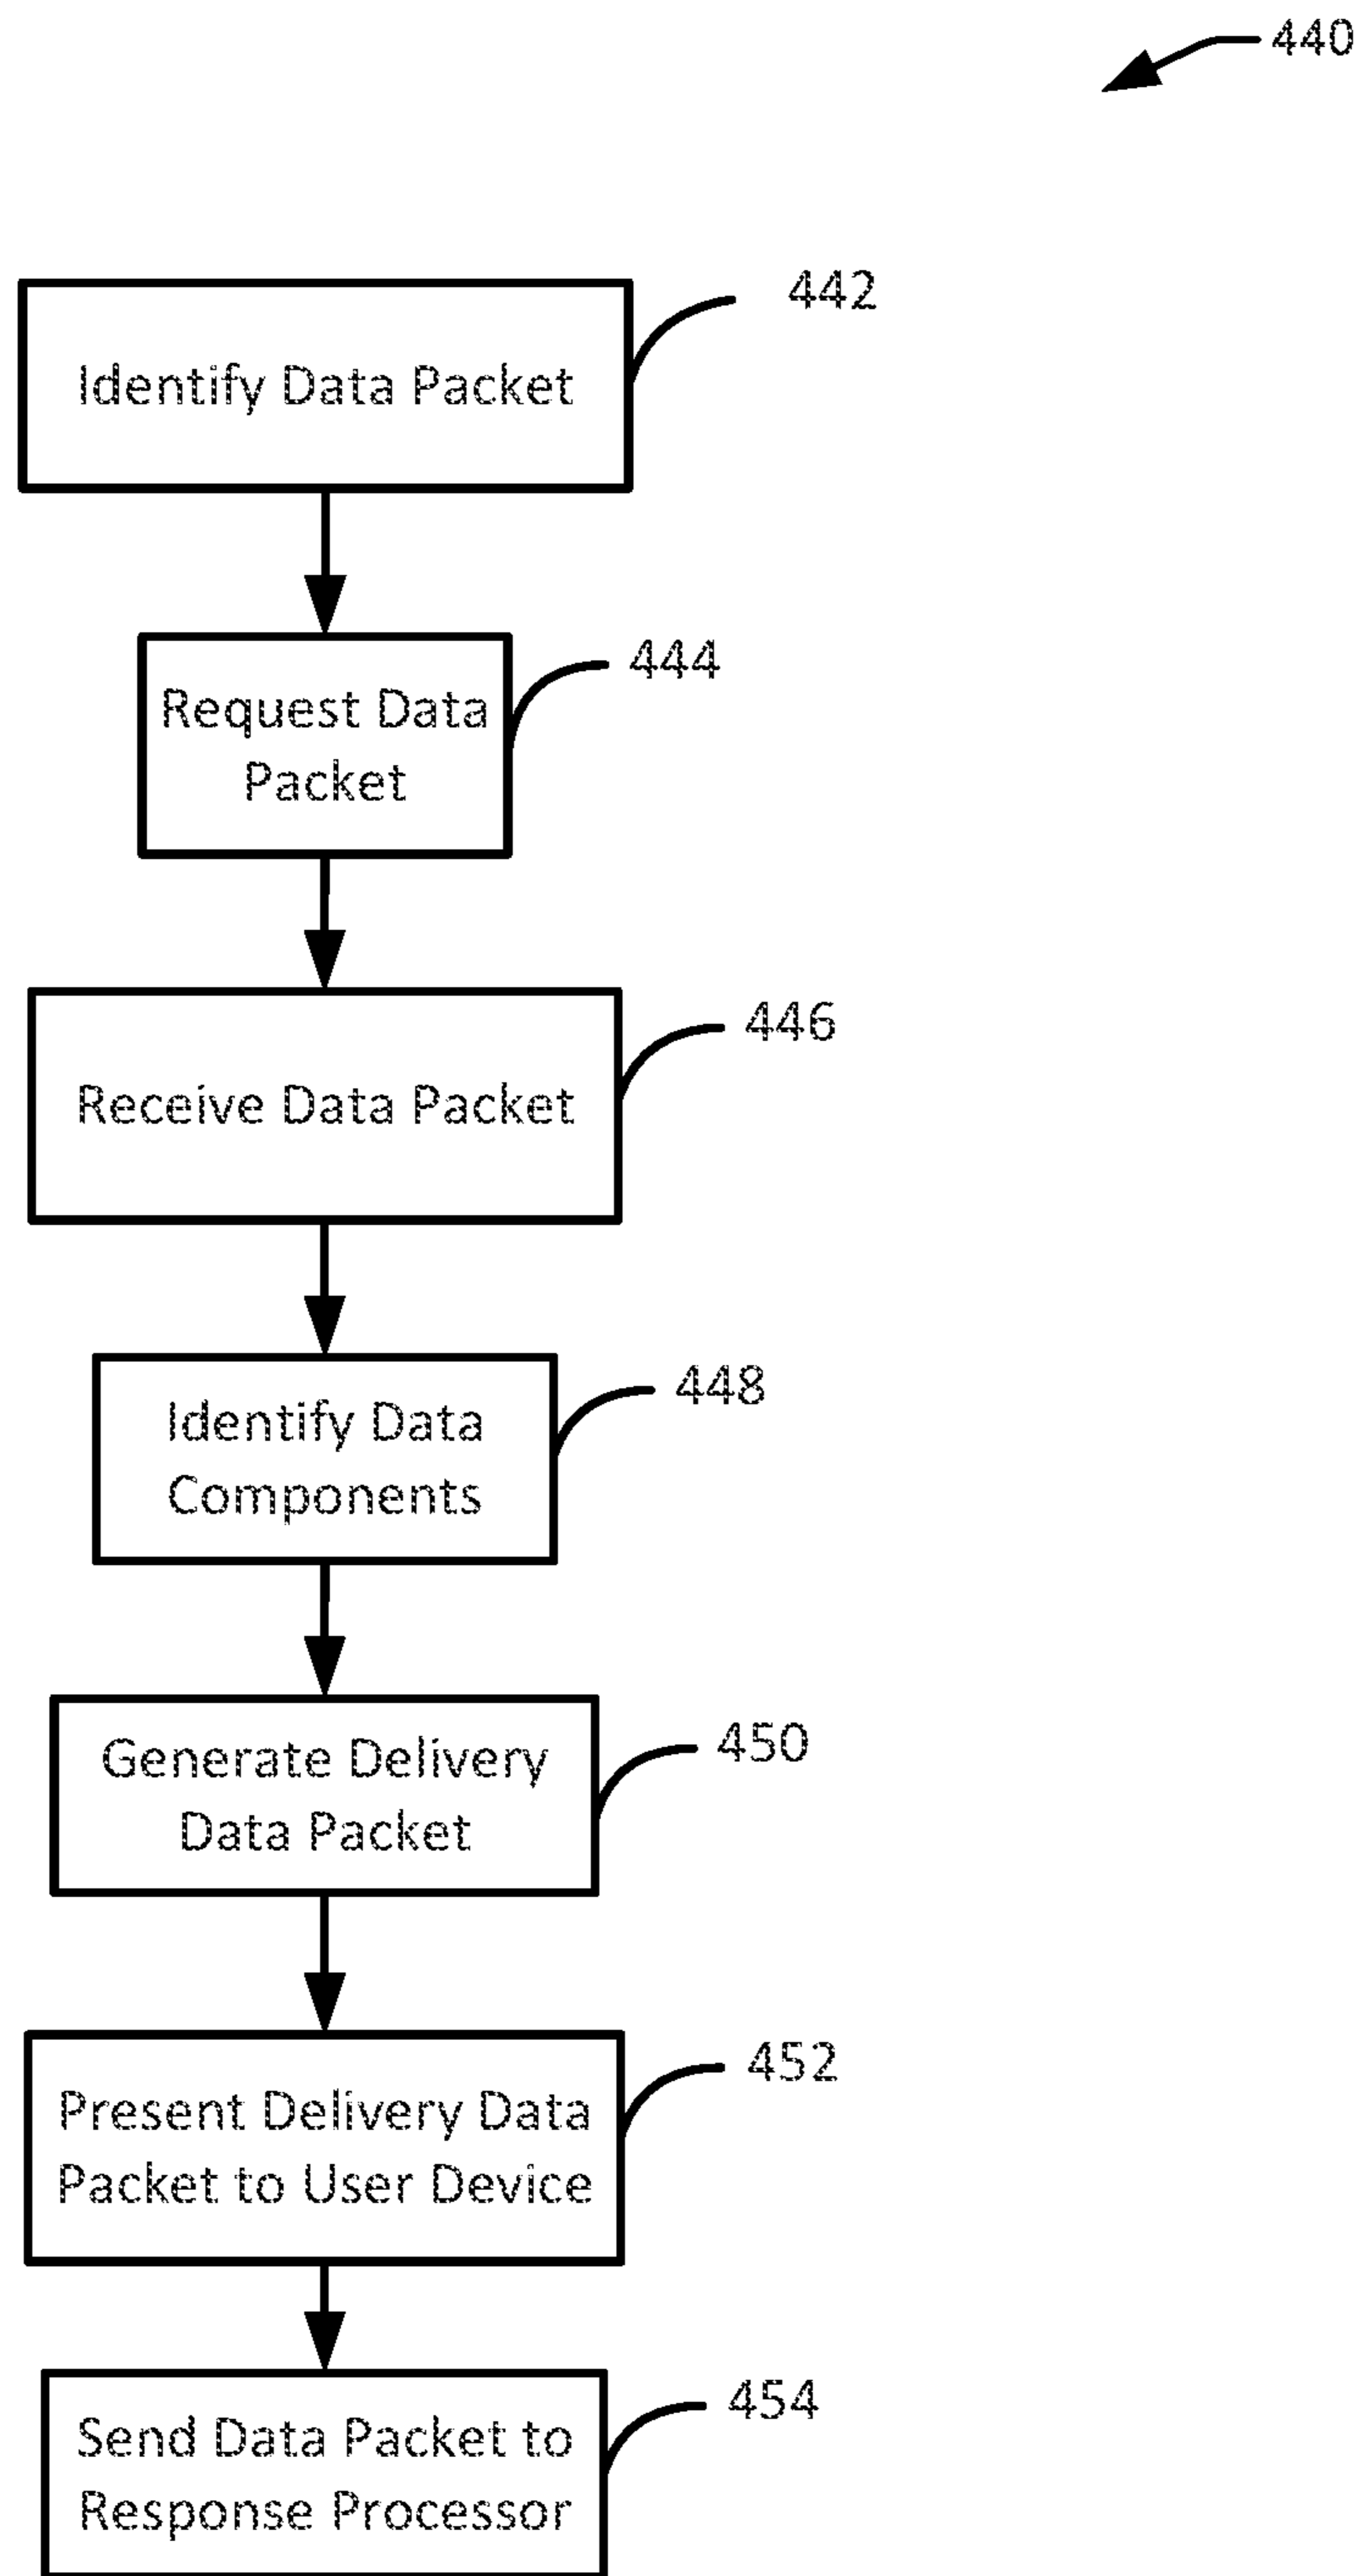 440
442
Identify Data Packet
444
Request Data
Packet
446
Receive Data Packet
448
Identify Data
Components
450
Generate Delivery
Data Packet
452
Present Delivery Data
Packet to User Device
454
Send Data Packet to
Response Processor